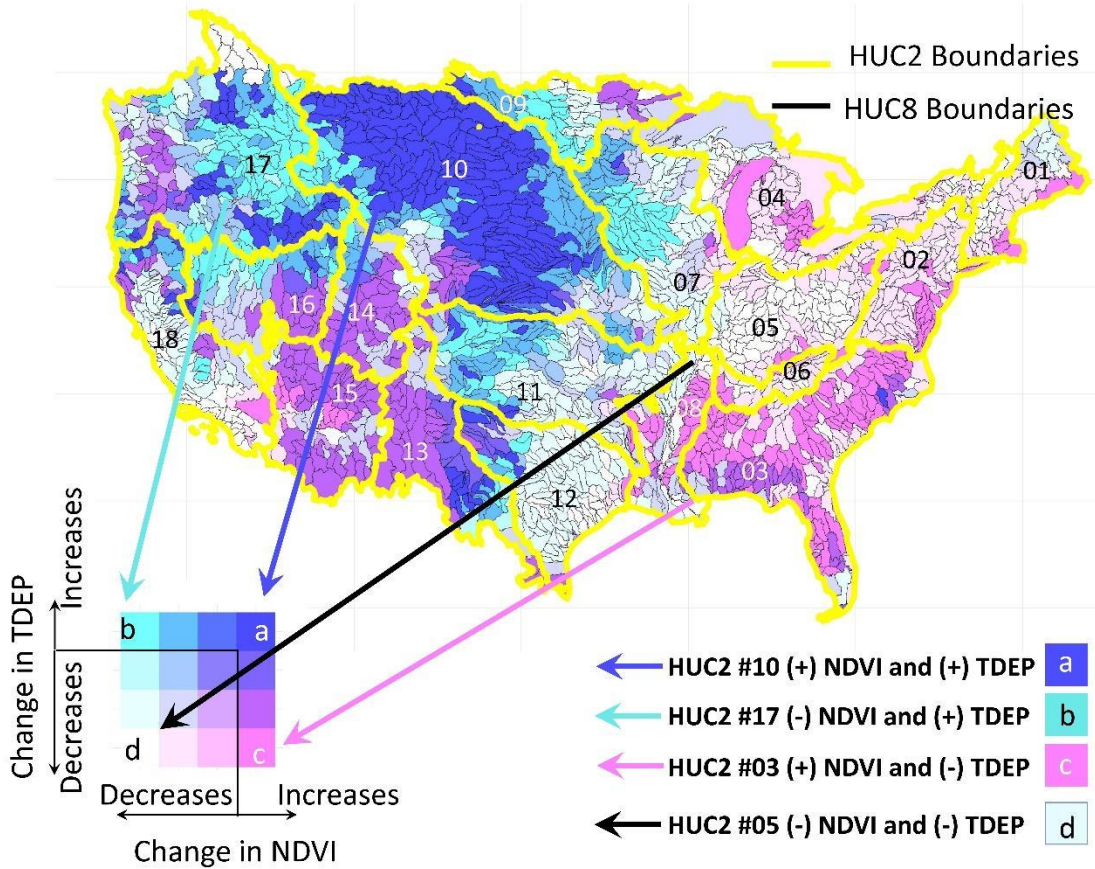 HUC2 Boundaries
HUC8 Boundaries
09
17
10
04
01
02
07
16
14
05
18
06
15
11
08
13
03
12
Change in TDEP
Increases
Decreases
b
a
d
c
Decreases
Increases
Change in NDVI
HUC2 #10 (+) NDVI and (+) TDEP
a
HUC2 #17 (-) NDVI and (+) TDEP
b
HUC2 #03 (+) NDVI and (-) TDEP
c
HUC2 #05 (-) NDVI and (-) TDEP
d